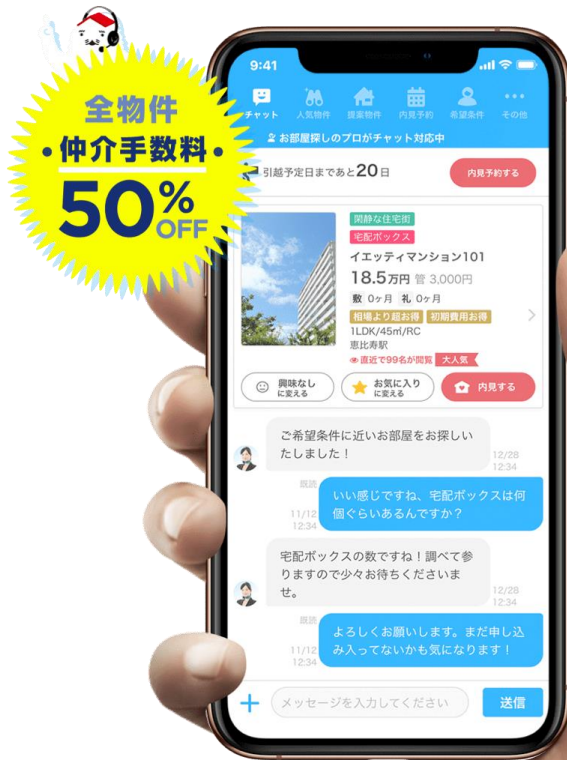 全物件
・仲介手数料・
50%
OFF
9:41
チャット
人気物件
提案物件
内見予約
希望条件
その他
お部屋探しのプロがチャット対応中
引越予定日まであと20日
内見予約する
閑静な住宅街
宅配ボックス
イエッティマンション101
18.5万円 管 3,000円
敷 0ヶ月 礼 0ヶ月
相場より超お得 初期費用お得
1LDK/45㎡/RC
恵比寿駅
直近で99名が閲覧 大人気
興味なし
に変える
お気に入り
に変える
内見する
ご希望条件に近いお部屋をお探しい
たしました！
12/28
12:34
既読
11/12
12:34
いい感じですね、宅配ボックスは何
個ぐらいあるんですか？
宅配ボックスの数ですね！調べて参
りますので少々お待ちくださいま
せ。
12/28
12:34
既読
11/12
12:34
よろしくお願いします。まだ申し込
み入ってないかも気になります！
メッセージを入力してください
送信